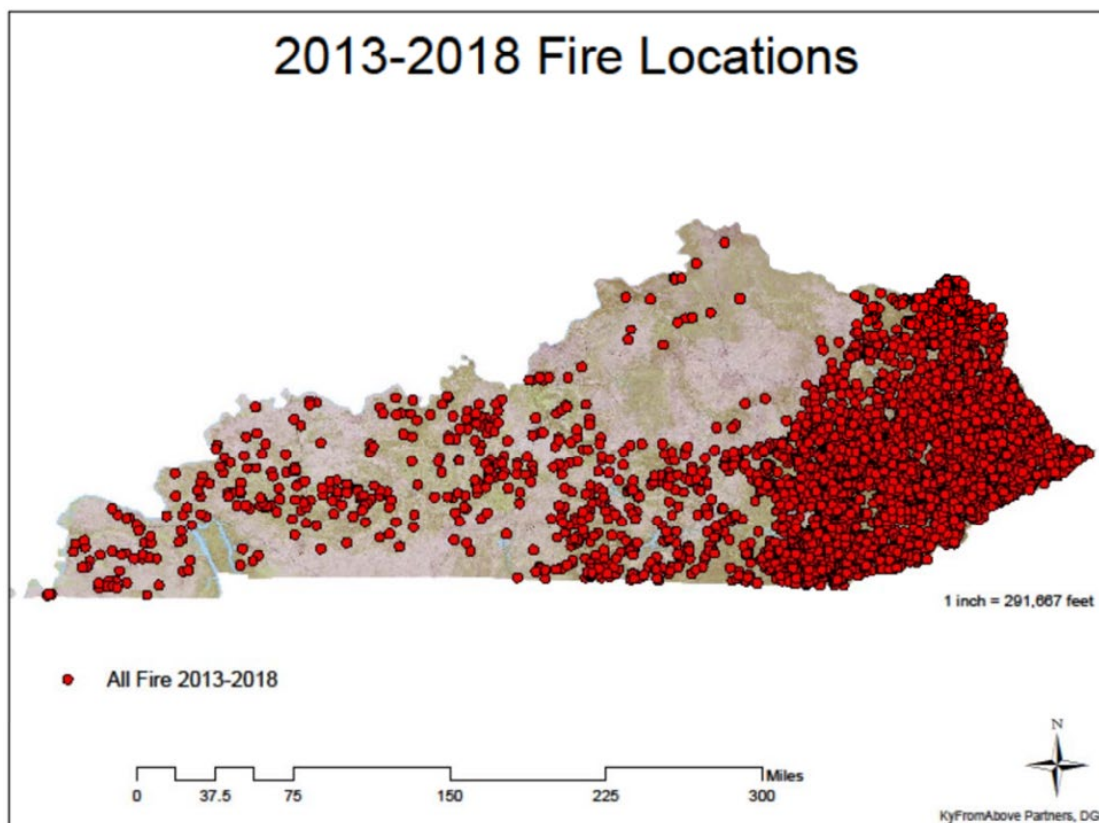 2013-2018 Fire Locations
1 inch = 291,667 feet
All Fire 2013-2018
N
Miles
0 37.5 75 150 225 300
KyFromAbove Partners, DG